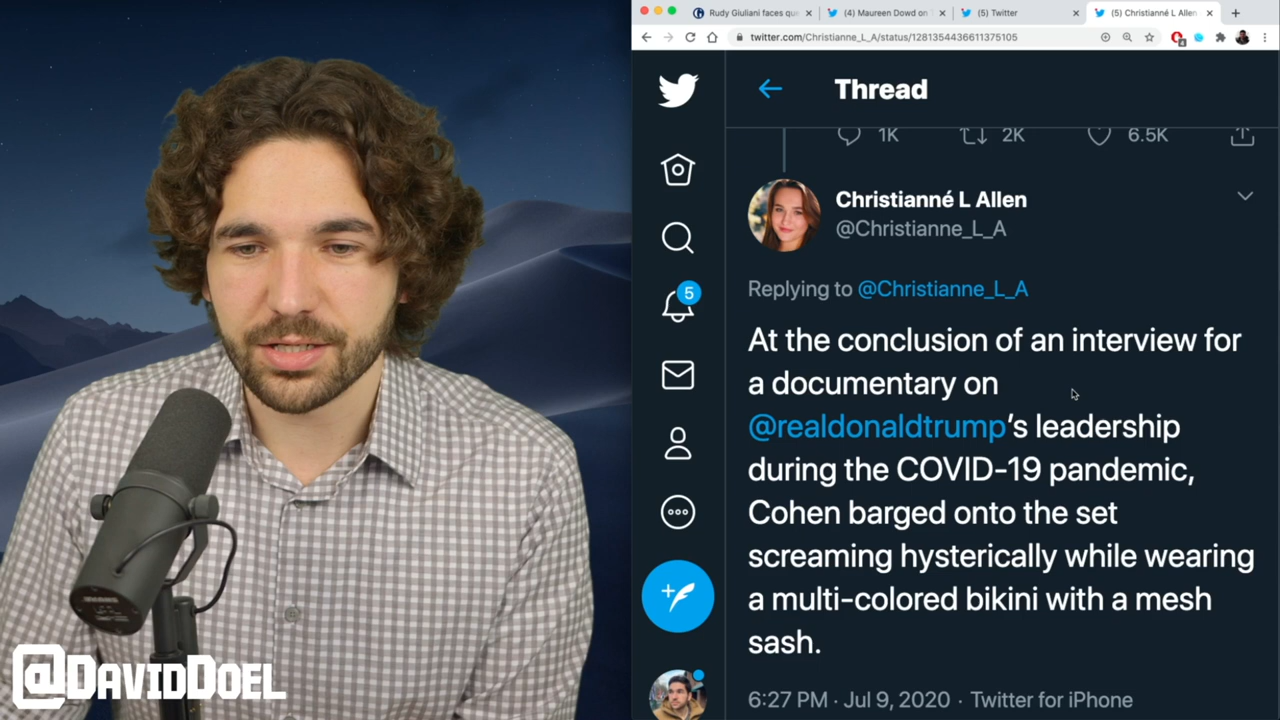 Rudy Giuliani faces que
(4) Maureen Dowd on T
(5) Twitter
(5) Christianné L Allen
twitter.com/Christianne_L_A/status/1281354436611375105
Thread
1K 2K 6.5K
Christianné L Allen
@Christianne_L_A
5
Replying to @Christianne_L_A
At the conclusion of an interview for
a documentary on
@realdonaldtrump's leadership
during the COVID-19 pandemic,
Cohen barged onto the set
screaming hysterically while wearing
a multi-colored bikini with a mesh
sash.
6:27 PM · Jul 9, 2020 · Twitter for iPhone
@DAVIDDOEL